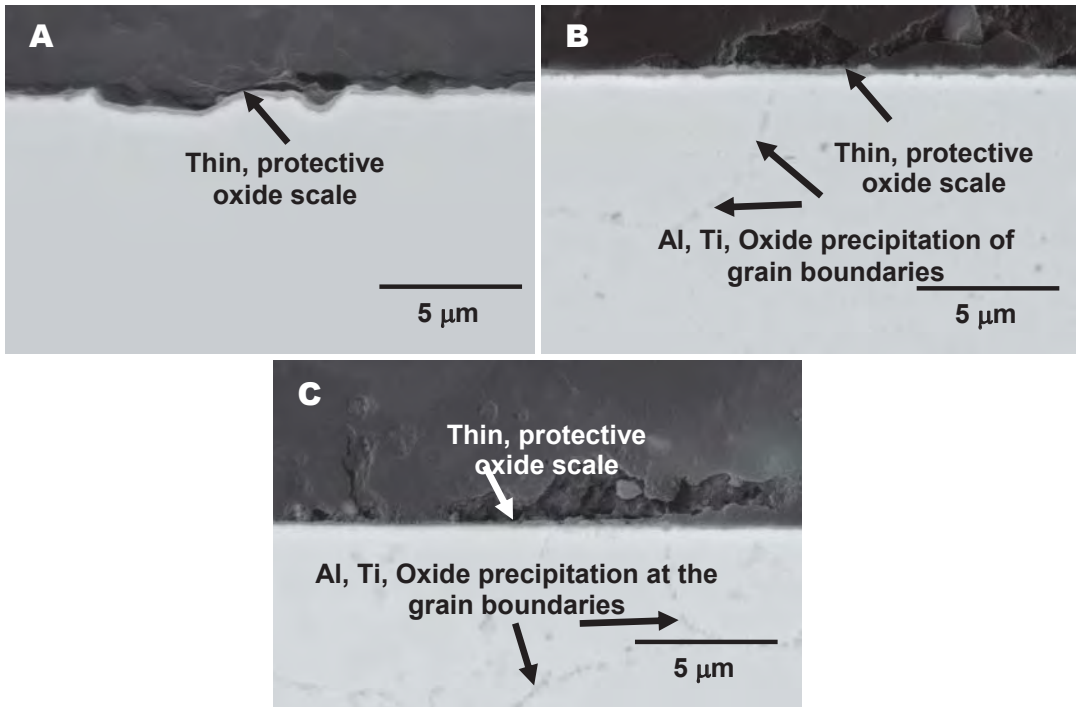 A
Thin, protective
oxide scale
5 μm
B
Thin, protective
oxide scale
Al, Ti, Oxide precipitation of
grain boundaries
5 μm
C
Thin, protective
oxide scale
Al, Ti, Oxide precipitation at the
grain boundaries
5 μm